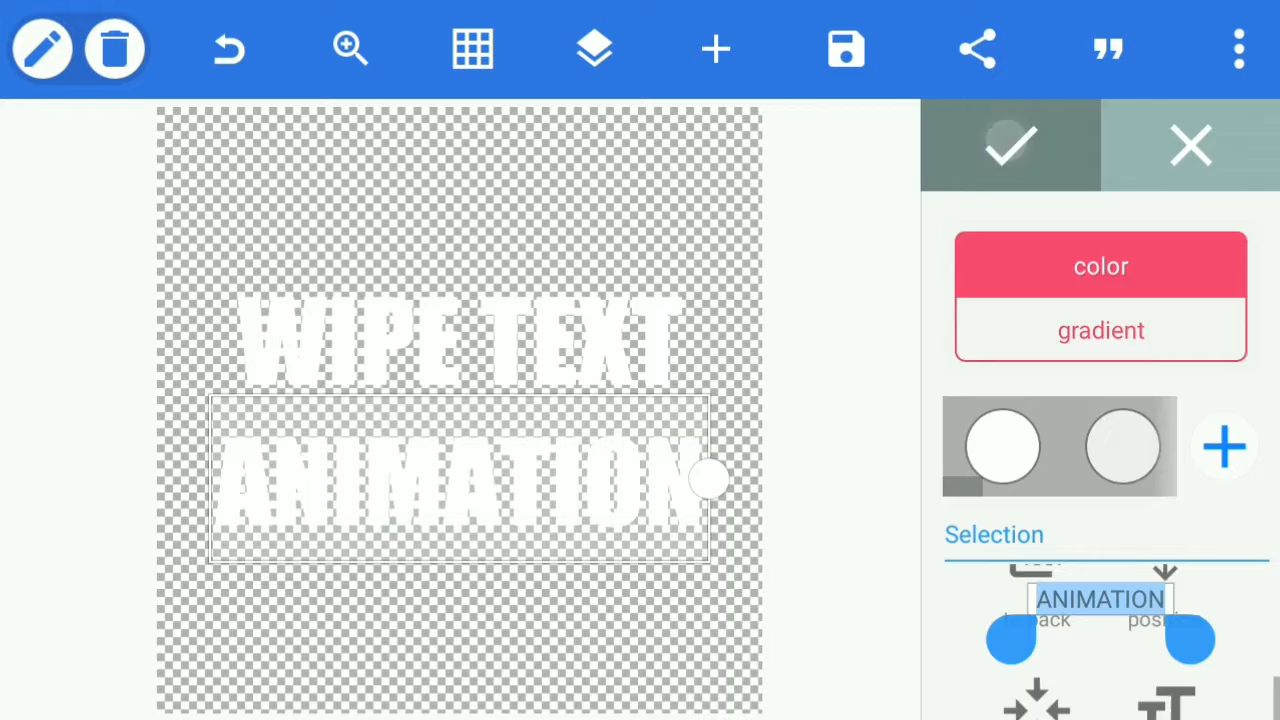 WIPE TEXT
ANIMATION
color
gradient
Selection
ANIMATION